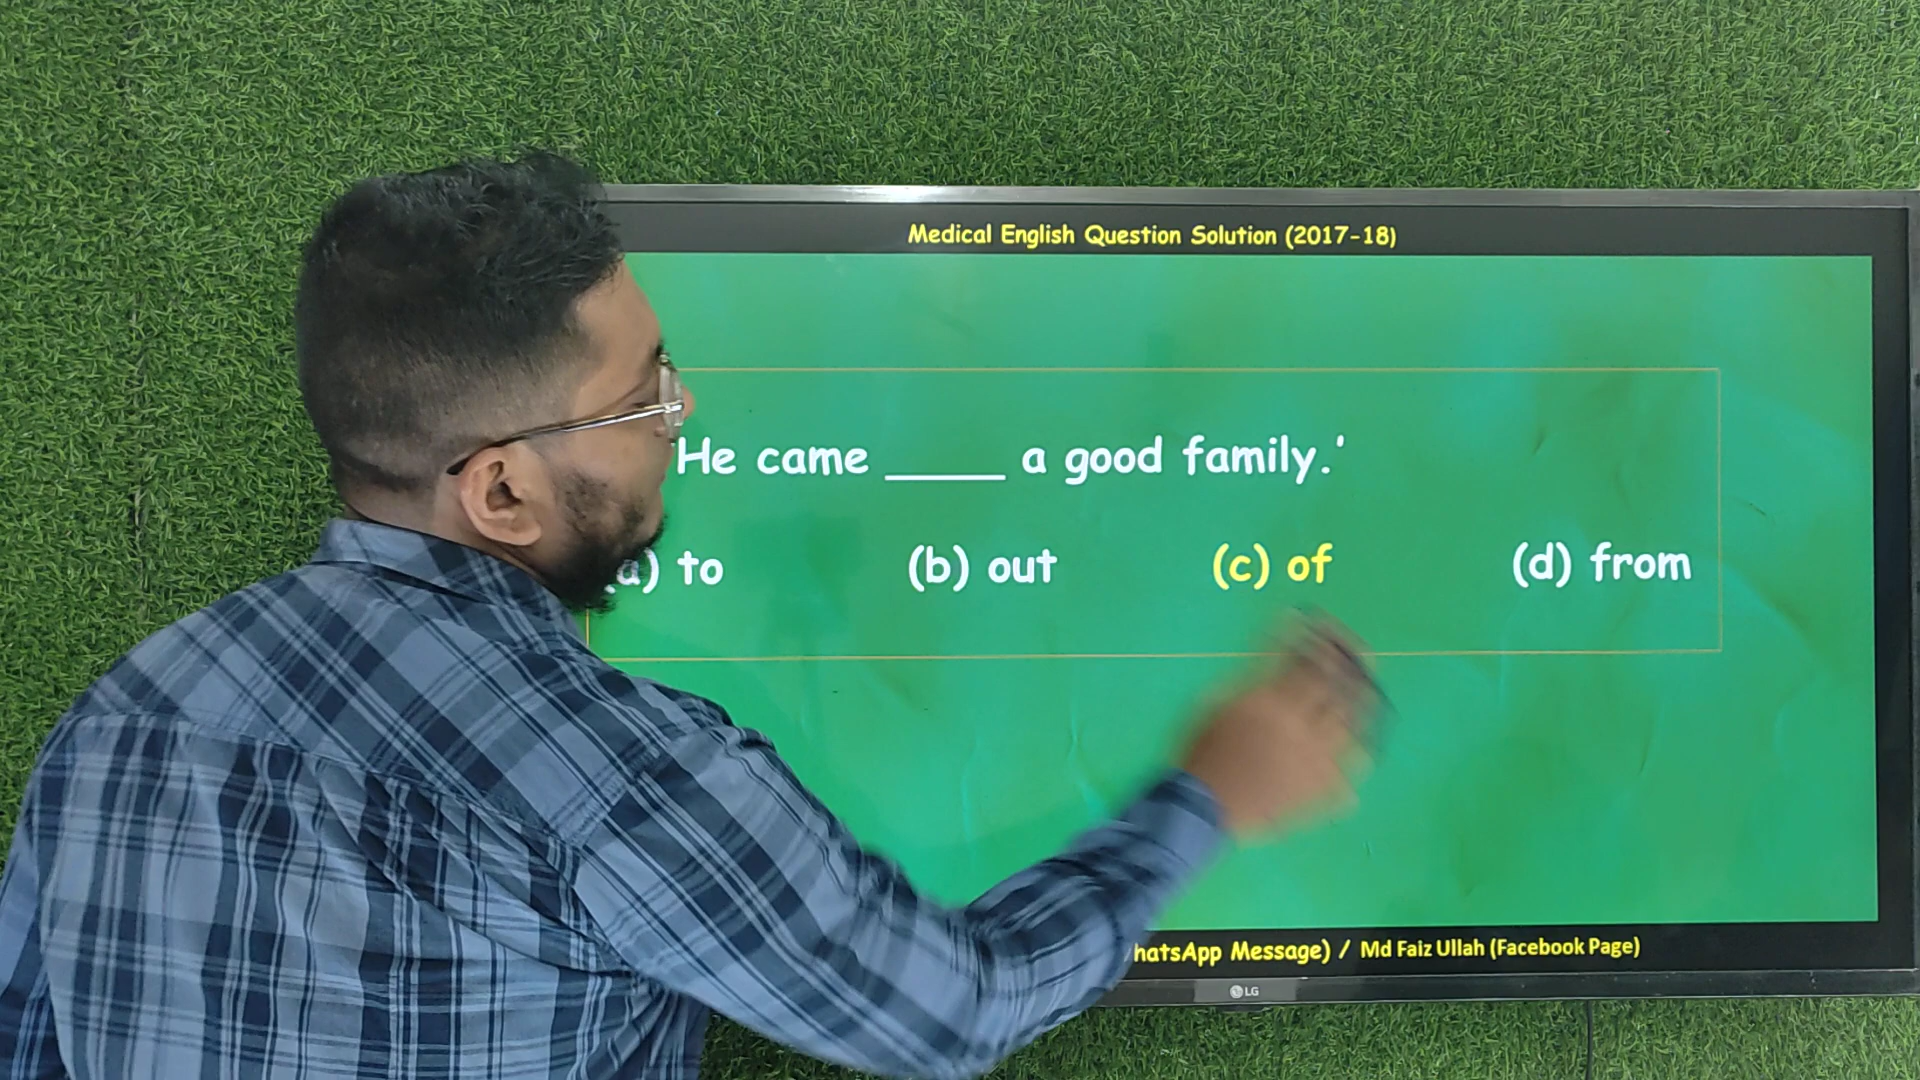 Medical English Question Solution (2017-18)
'He came _____ a good family.'
a) to (b) out (c) of (d) from
hatsApp Message) / Md Faiz Ullah (Facebook Page)
LG